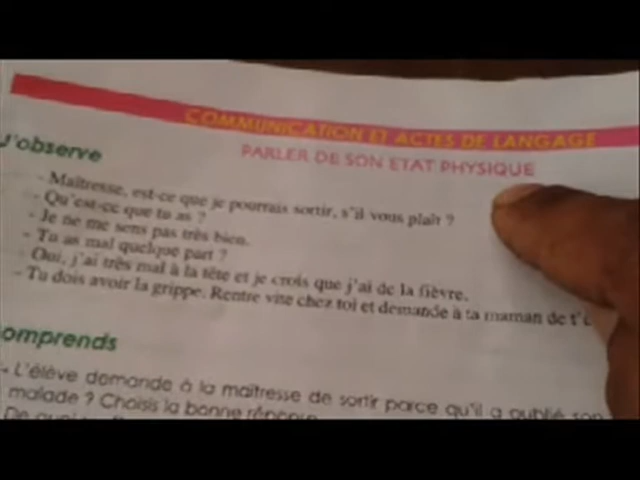 COMMUNICATION ET ACTES DE LANGAGE
PARLER DE SON ETAT PHYSIQUE
J'observe
- Maîtresse, est-ce que je pourrais sortir, s'il vous plaît ?
- Qu'est-ce que tu as ?
- Je ne me sens pas très bien.
- Tu as mal quelque part ?
- Oui, j'ai très mal à la tête et je crois que j'ai de la fièvre.
- Tu dois avoir la grippe. Rentre vite chez toi et demande à ta maman de t'
omprends
- L'élève demande à la maîtresse de sortir parce qu'il a oublié son
malade ? Choisis la bonne réponse.
De